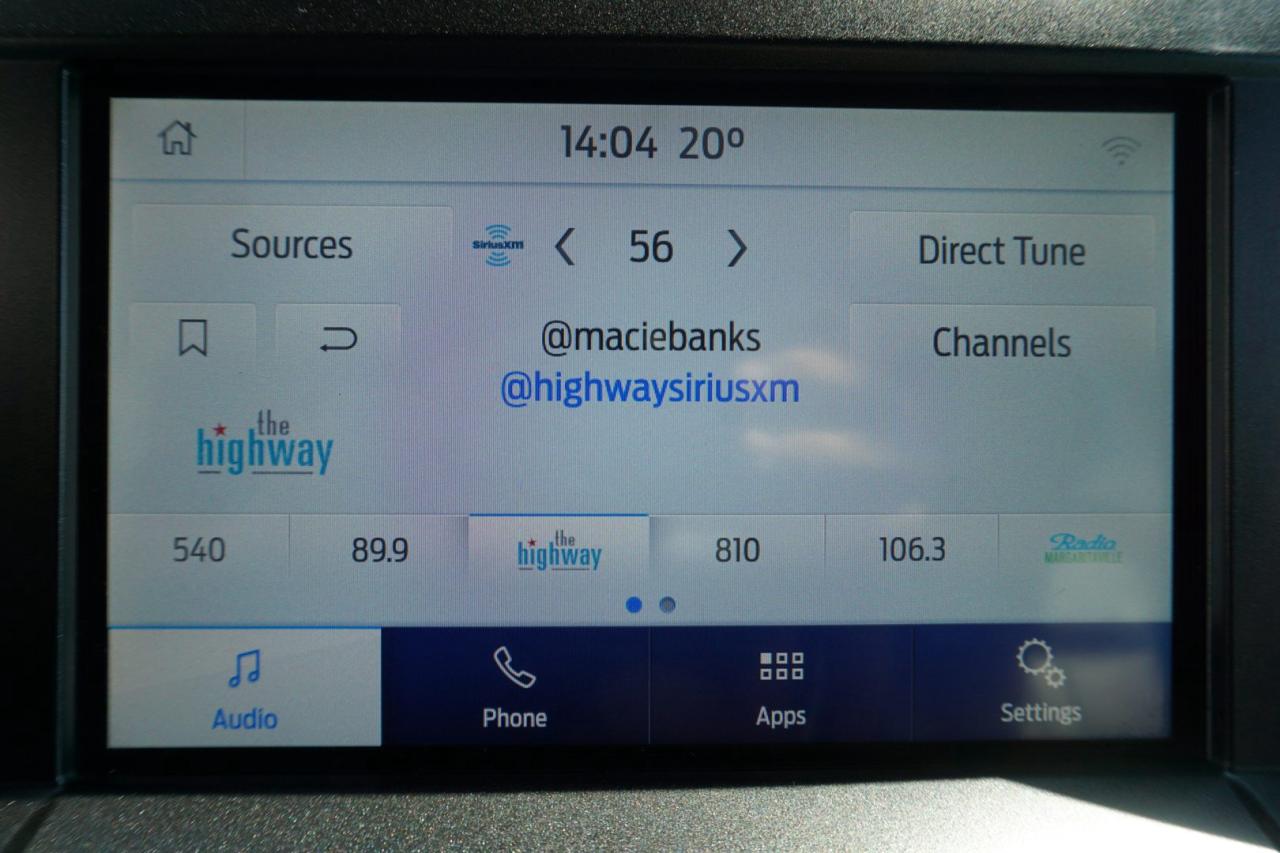 14:04 20º
Sources
SiriusXM
56
Direct Tune
@maciebanks
Channels
@highwaysiriusxm
the
highway
540
89.9
the
highway
810
106.3
Radio
MARGARITAVILLE
Audio
Phone
Apps
Settings